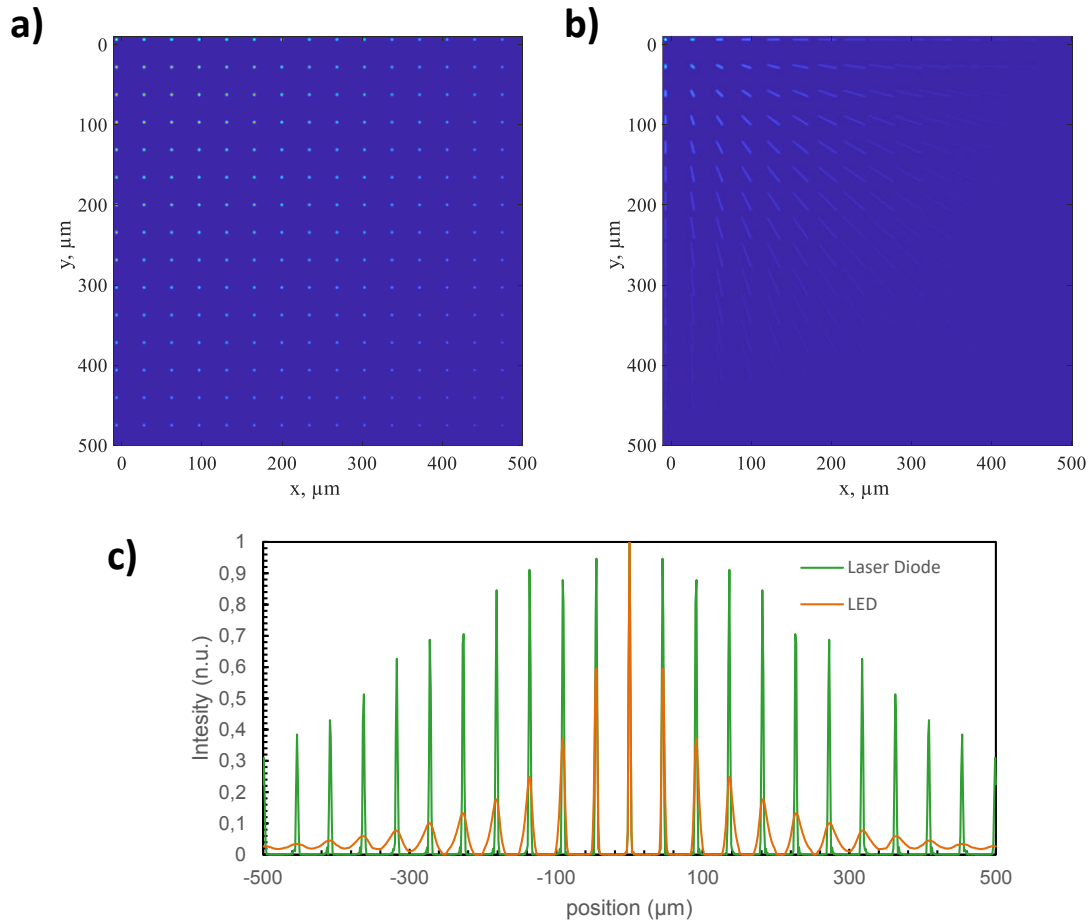 a)
0
100
200
300
400
500
y, µm
0 100 200 300 400 500
x, µm
b)
0
100
200
300
400
500
y, µm
0 100 200 300 400 500
x, µm
c)
1
0,9
0,8
0,7
0,6
0,5
0,4
0,3
0,2
0,1
0
Intesity (n.u.)
Laser Diode
LED
-500 -300 -100 100 300 500
position (µm)